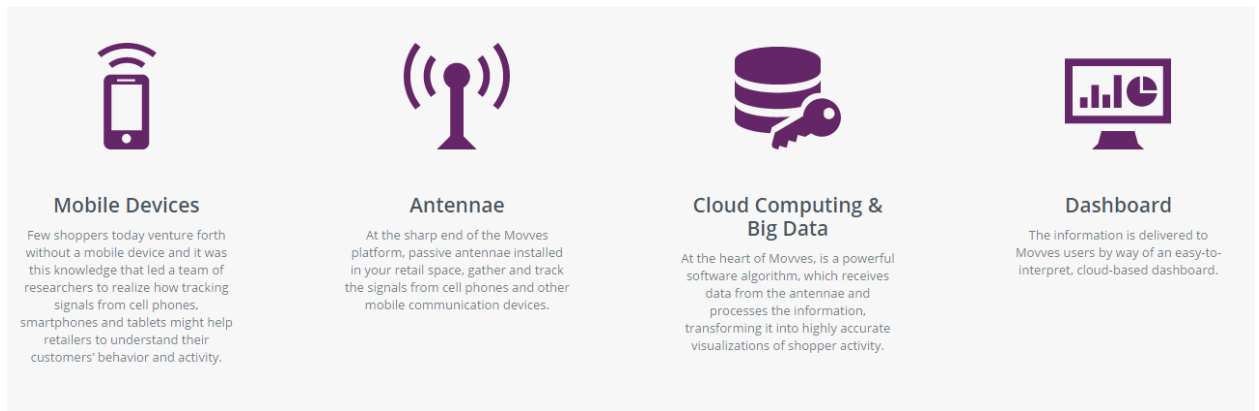 Mobile Devices
Few shoppers today venture forth
without a mobile device and it was
this knowledge that led a team of
researchers to realize how tracking
signals from cell phones,
smartphones and tablets might help
retailers to understand their
customers’ behavior and activity.
Antennae
At the sharp end of the Movves
platform, passive antennae installed
in your retail space, gather and track
the signals from cell phones and other
mobile communication devices.
Cloud Computing &
Big Data
At the heart of Movves, is a powerful
software algorithm, which receives
data from the antennae and
processes the information,
transforming it into highly accurate
visualizations of shopper activity.
Dashboard
The information is delivered to
Movves users by way of an easy-to-
interpret, cloud-based dashboard.